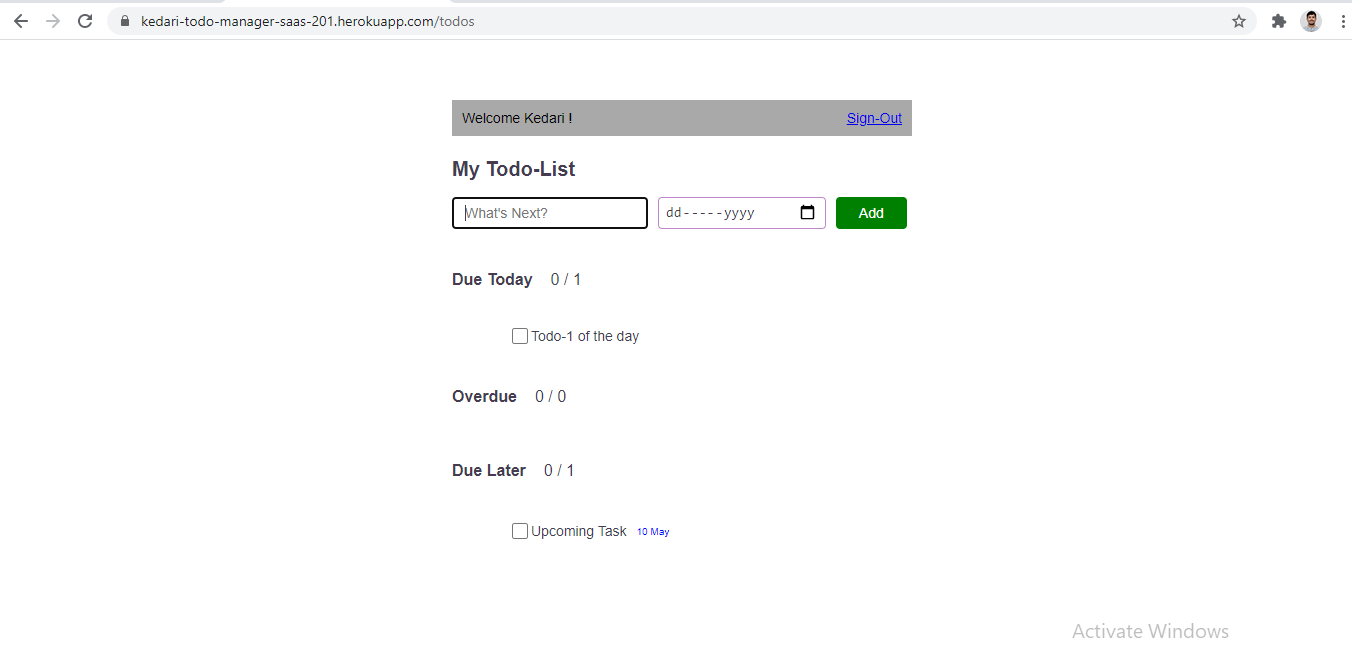 kedari-todo-manager-saas-201.herokuapp.com/todos
Welcome Kedari ! Sign-Out
My Todo-List
What's Next? dd-----yyyy Add
Due Today 0 / 1
Todo-1 of the day
Overdue 0 / 0
Due Later 0 / 1
Upcoming Task 10 May
Activate Windows